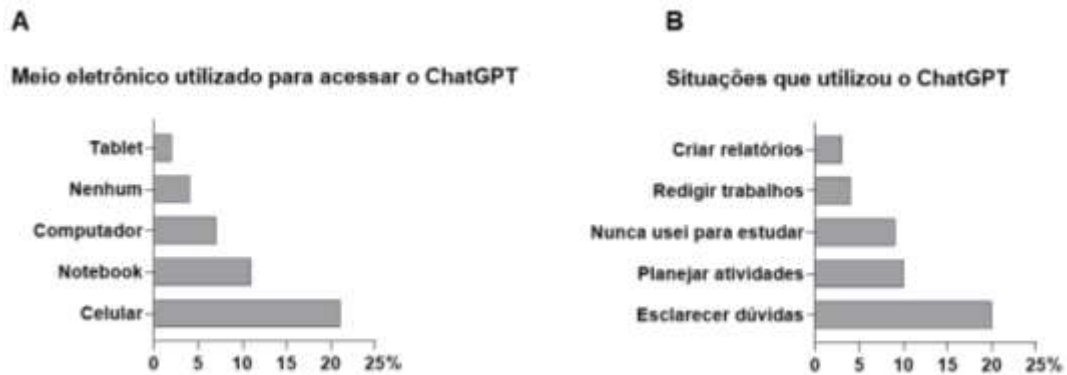 A
Meio eletrônico utilizado para acessar o ChatGPT
Tablet
Nenhum
Computador
Notebook
Celular
0 5 10 15 20 25%
B
Situações que utilizou o ChatGPT
Criar relatórios
Redigir trabalhos
Nunca usei para estudar
Planejar atividades
Esclarecer dúvidas
0 5 10 15 20 25%